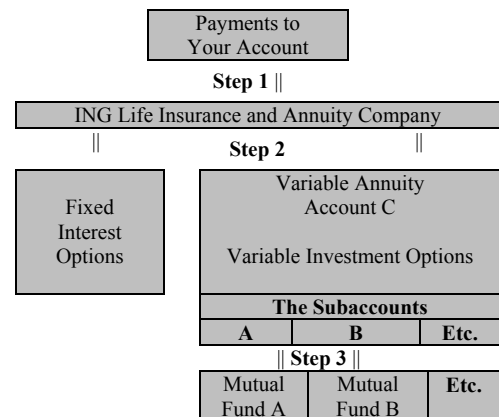 Payments to
Your Account
Step 1 ||
ING Life Insurance and Annuity Company
|| Step 2 ||
Fixed
Interest
Options
Variable Annuity
Account C
Variable Investment Options
The Subaccounts
A B Etc.
|| Step 3 ||
Mutual
Fund A
Mutual
Fund B
Etc.